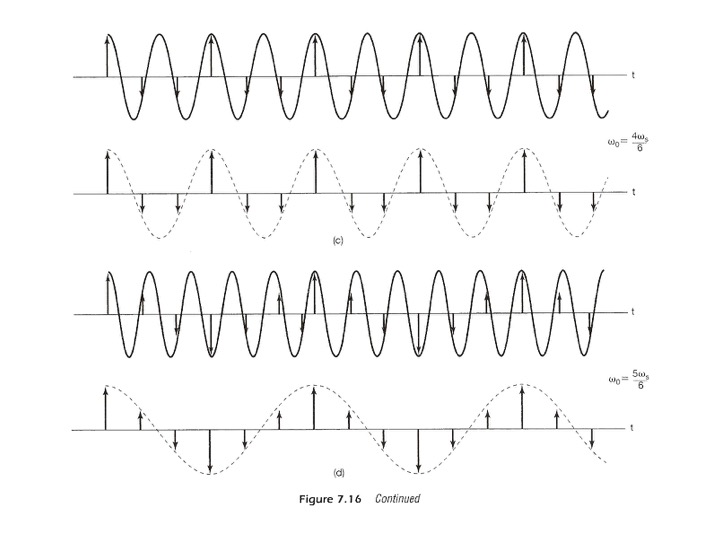 t
ω₀ = 4ωₛ/6
t
(c)
t
ω₀ = 5ωₛ/6
t
(d)
Figure 7.16 Continued